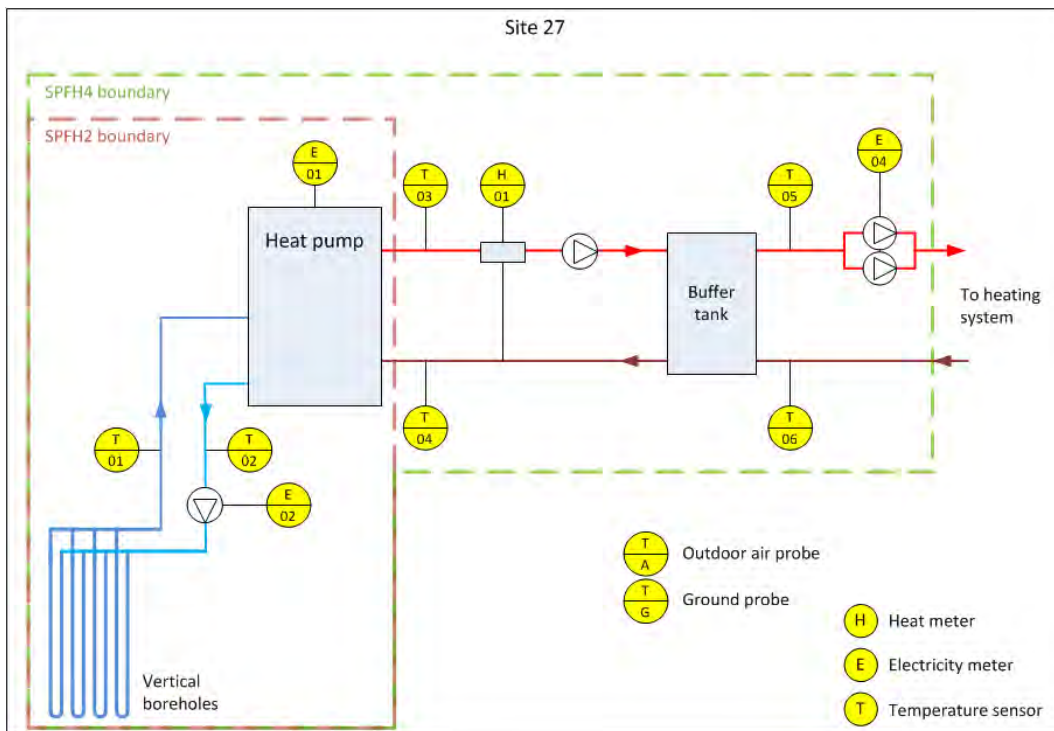 Site 27
SPFH4 boundary
SPFH2 boundary
E
01
T
03
H
01
T
05
E
04
Heat pump
Buffer
tank
To heating
system
T
01
T
02
T
04
T
06
E
02
T
A
Outdoor air probe
T
G
Ground probe
H
Heat meter
E
Electricity meter
T
Temperature sensor
Vertical
boreholes